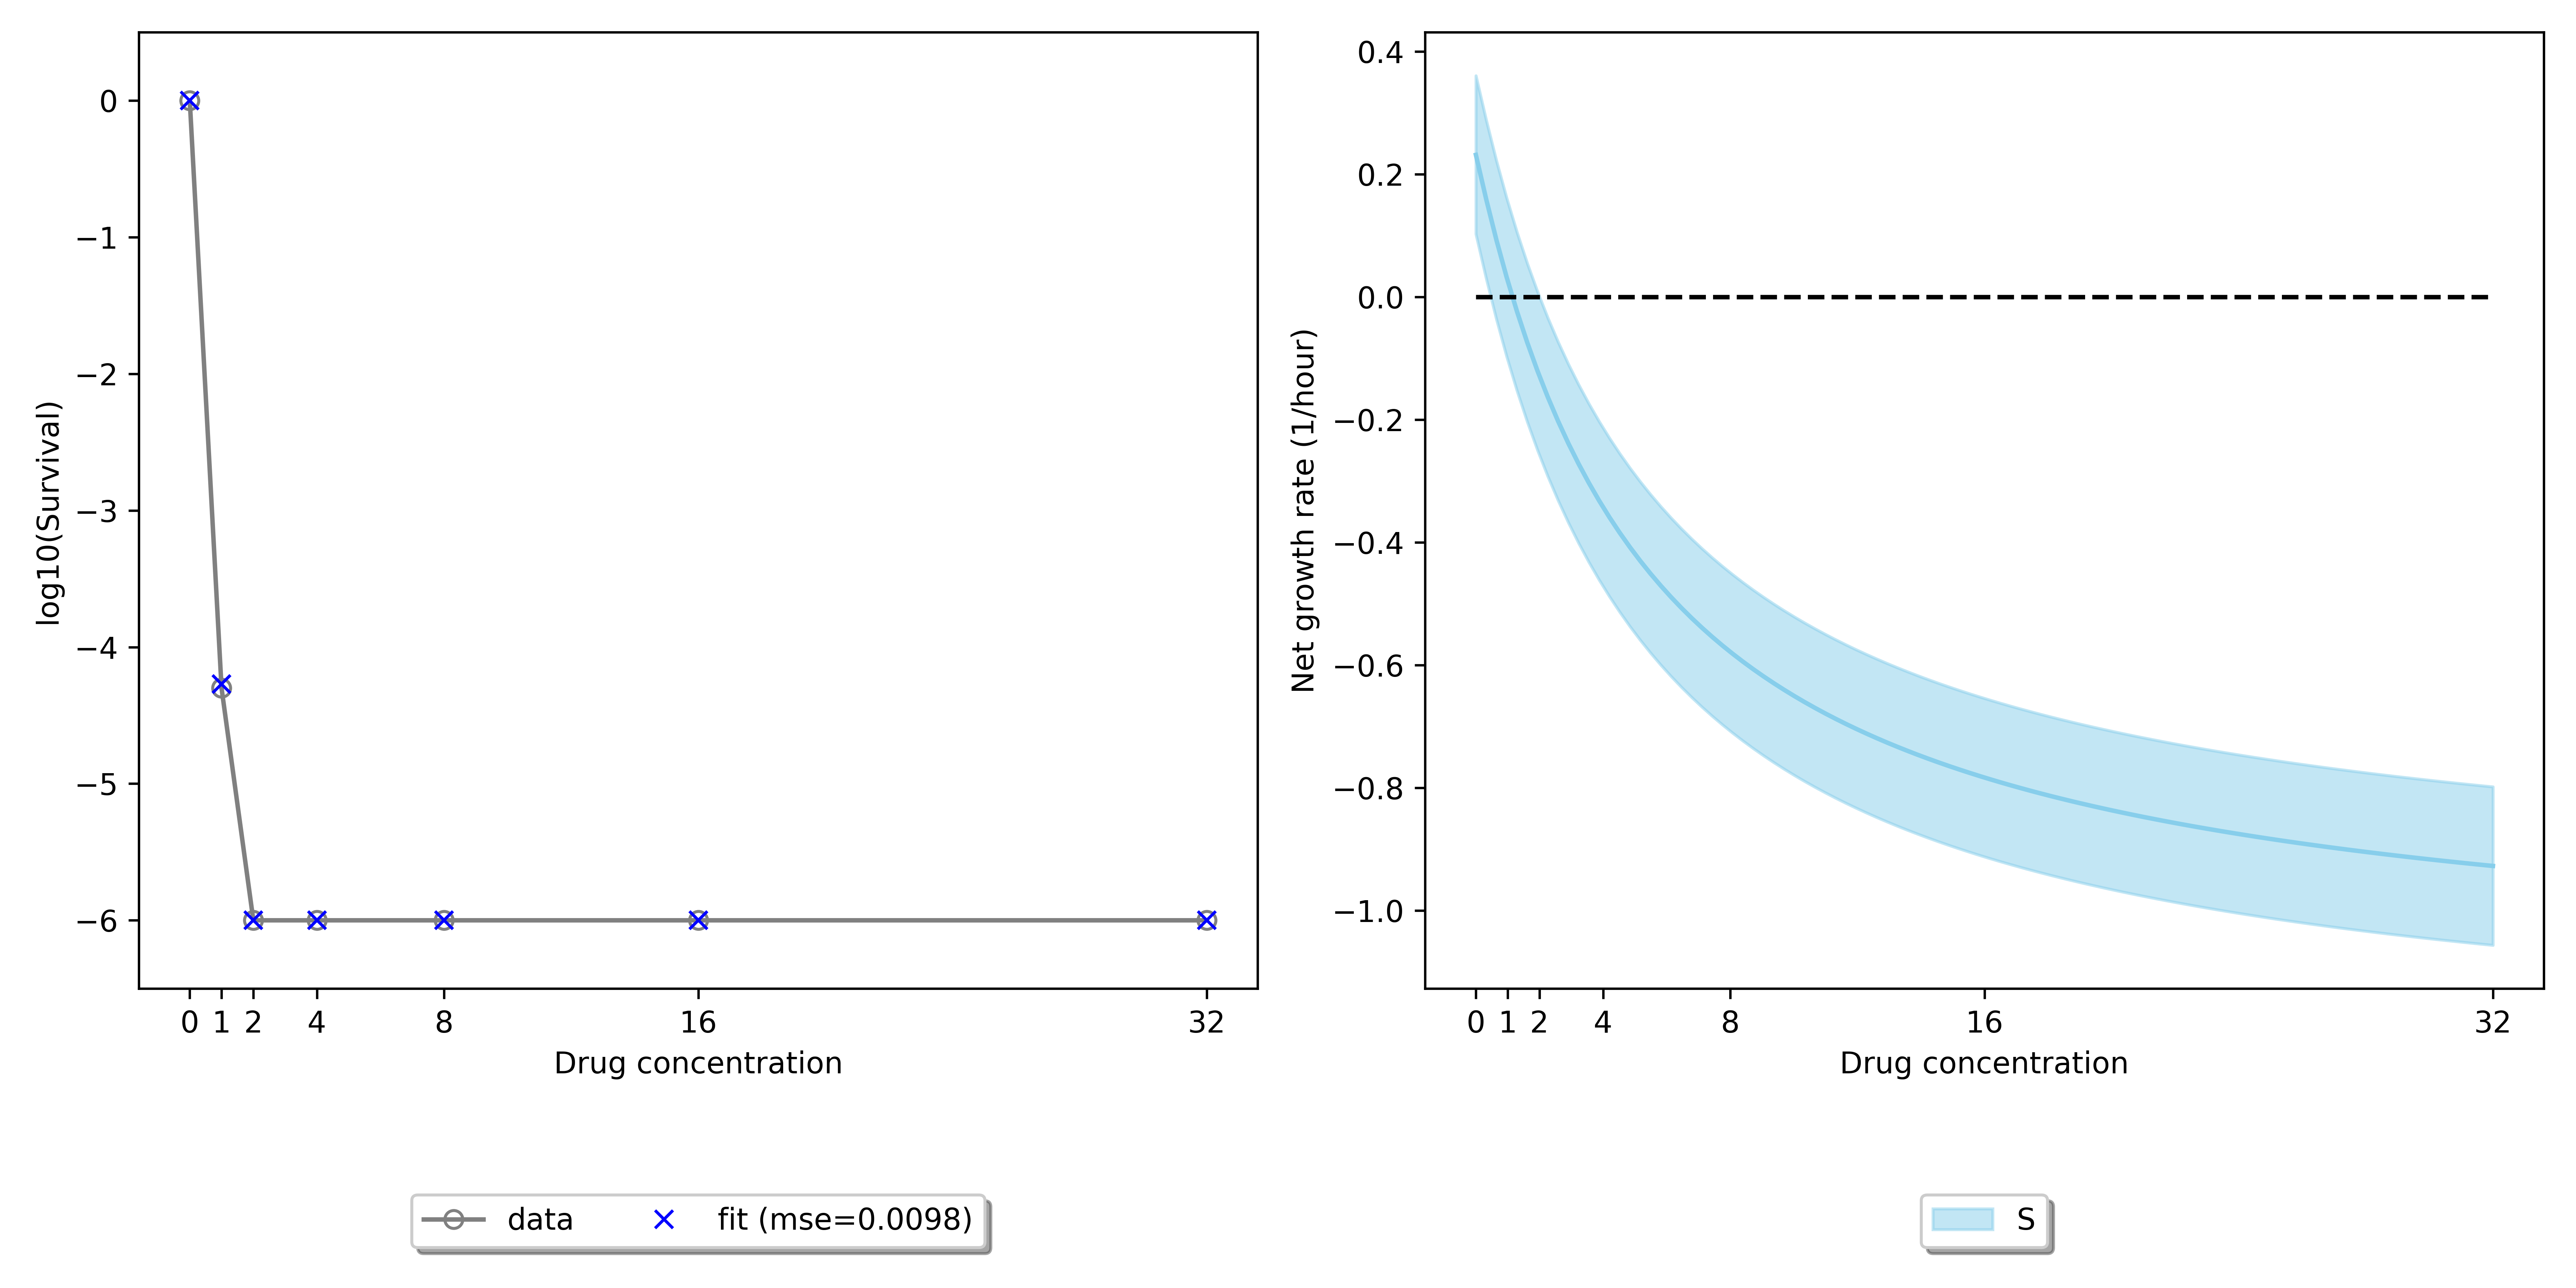 0
−1
−2
−3
−4
−5
−6
log10(Survival)
0 1 2 4 8 16 32
Drug concentration
data fit (mse=0.0098)
0.4
0.2
0.0
−0.2
−0.4
−0.6
−0.8
−1.0
Net growth rate (1/hour)
0 1 2 4 8 16 32
Drug concentration
S